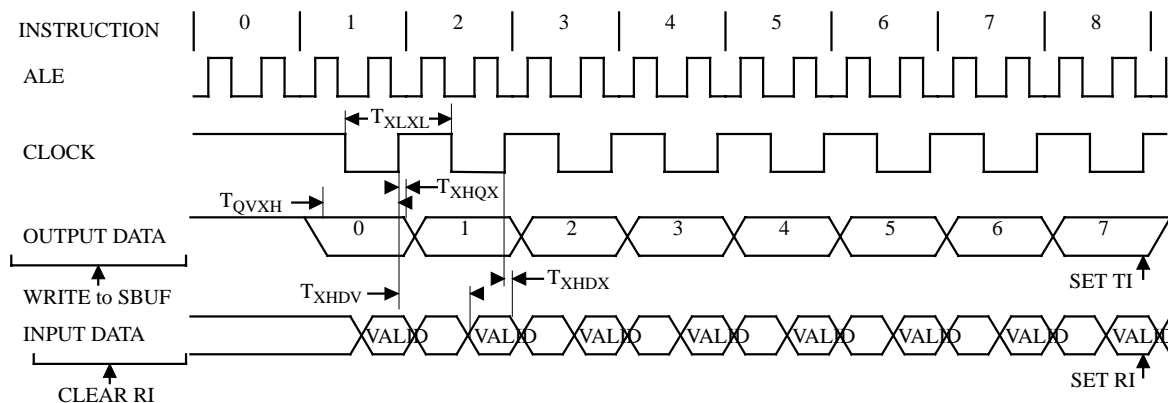 INSTRUCTION 0 1 2 3 4 5 6 7 8
ALE
TXLXL
CLOCK
TXHQX
TQVXH
OUTPUT DATA 0 1 2 3 4 5 6 7
WRITE to SBUF
TXHDV
TXHDX
SET TI
INPUT DATA VALID VALID VALID VALID VALID VALID VALID VALID
CLEAR RI
SET RI